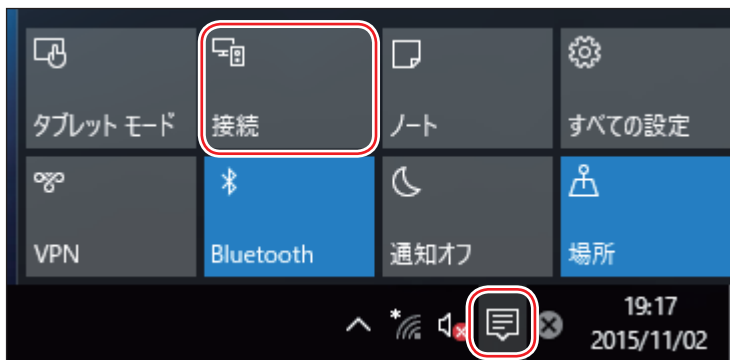 タブレット モード
接続
ノート
すべての設定
VPN
Bluetooth
通知オフ
場所
19:17
2015/11/02